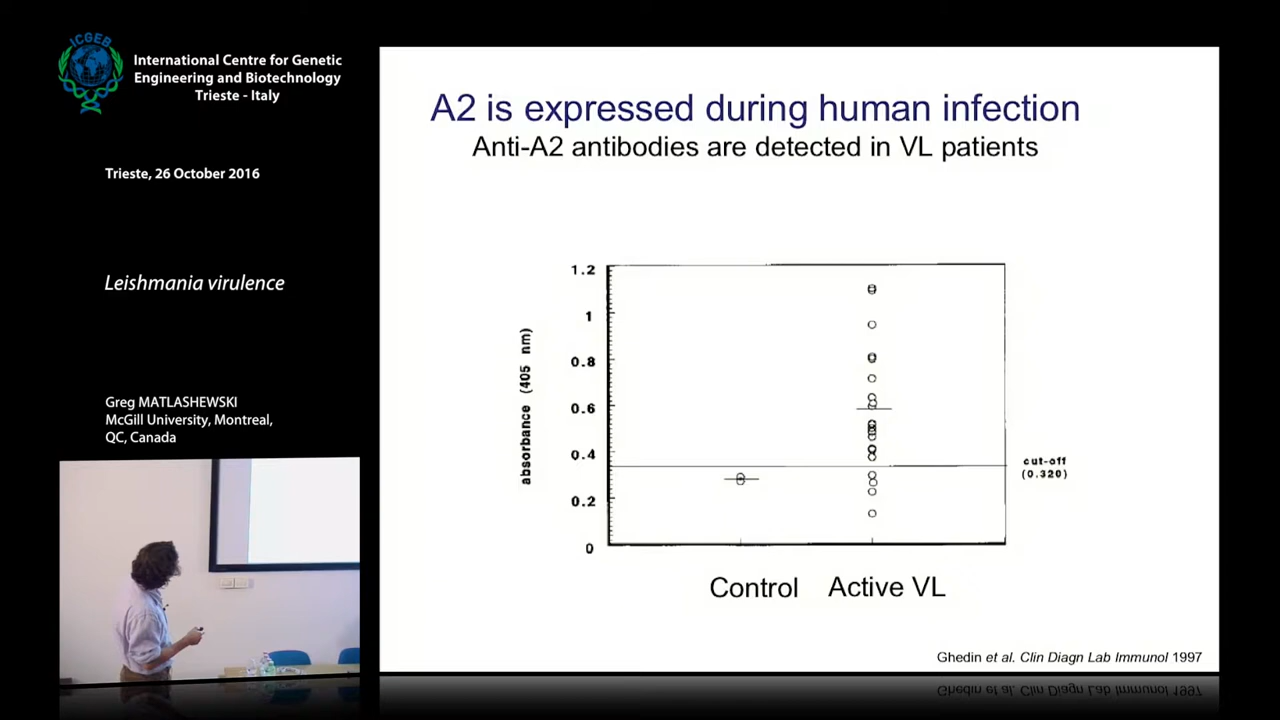 ICGEB
International Centre for Genetic
Engineering and Biotechnology
Trieste - Italy
Trieste, 26 October 2016
Leishmania virulence
Greg MATLASHEWSKI
McGill University, Montreal,
QC, Canada
A2 is expressed during human infection
Anti-A2 antibodies are detected in VL patients
absorbance (405 nm)
1.2
1
0.8
0.6
0.4
0.2
0
cut-off
(0.320)
Control Active VL
Ghedin et al. Clin Diagn Lab Immunol 1997